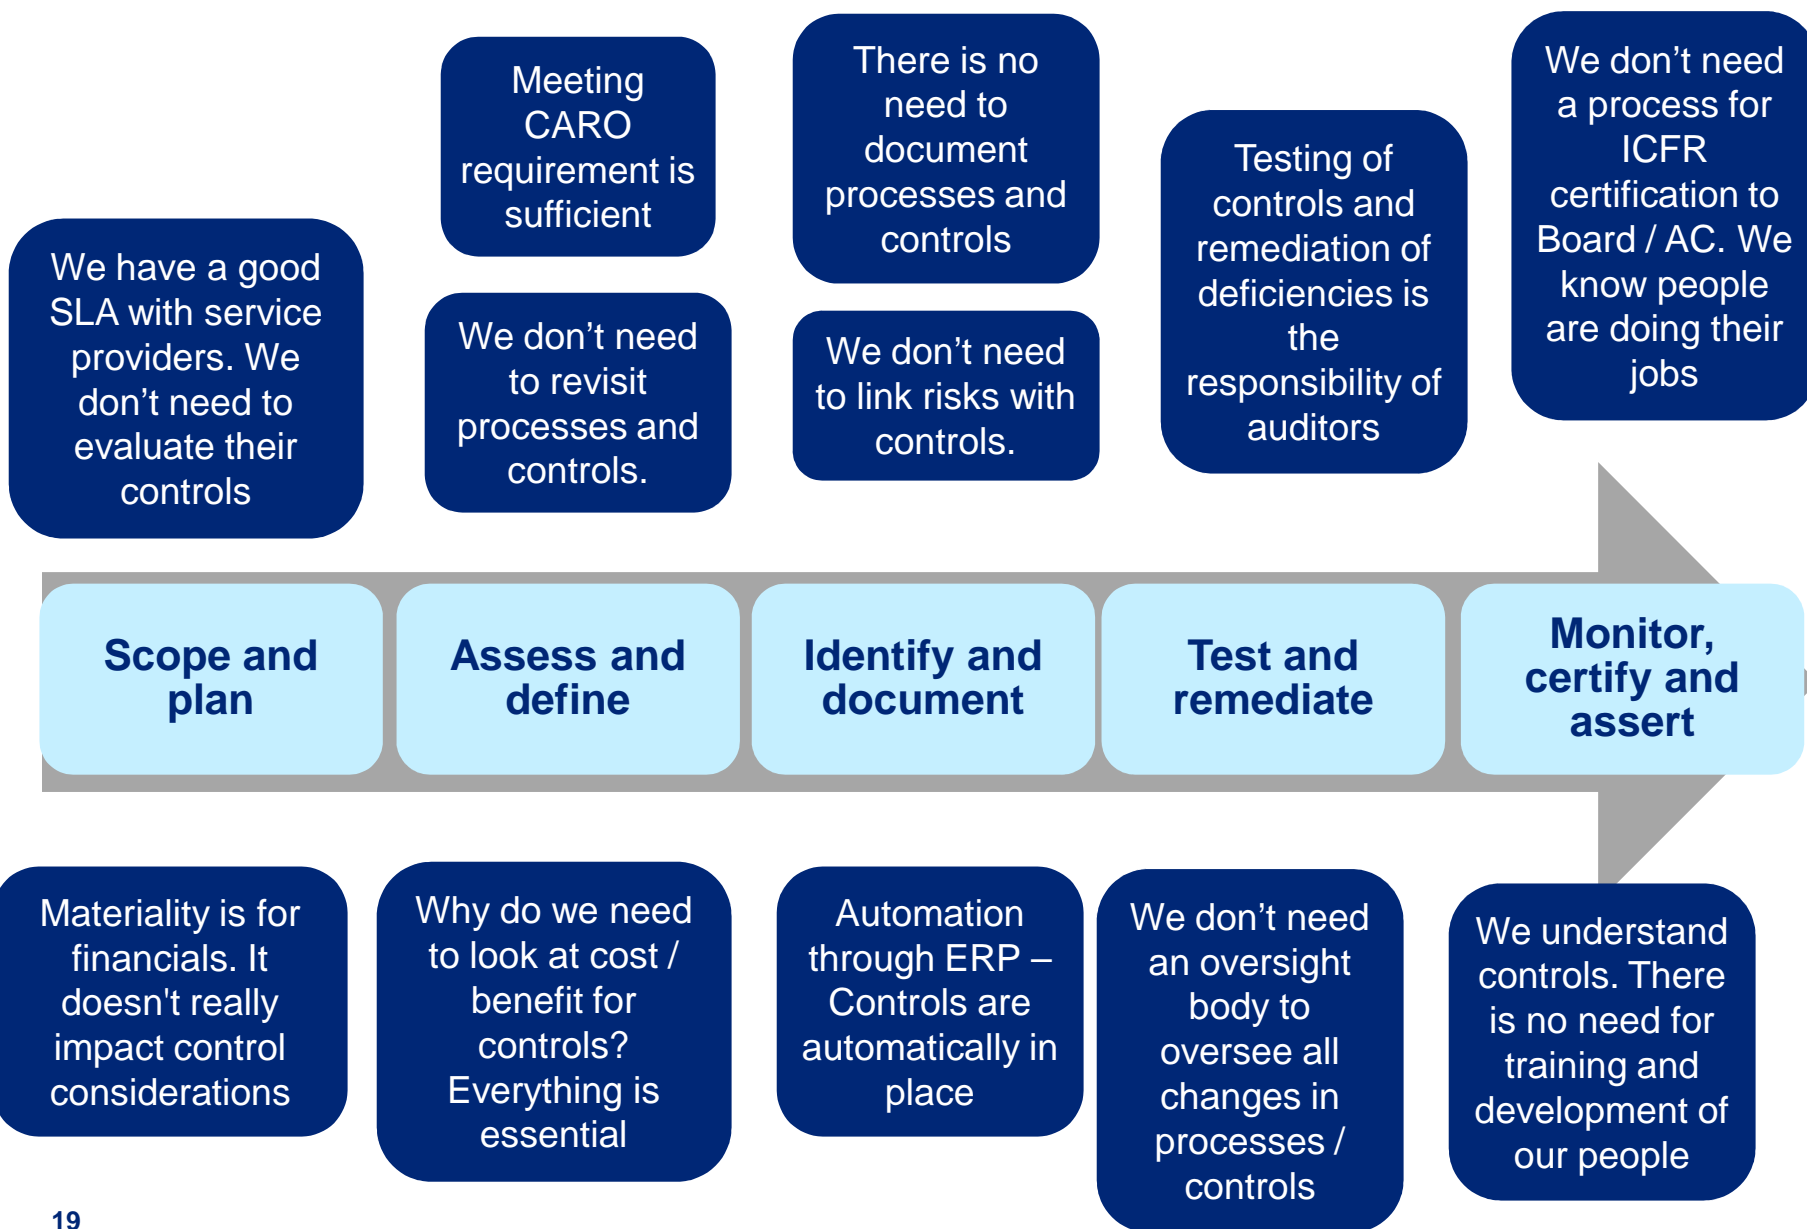 We have a good
SLA with service
providers. We
don’t need to
evaluate their
controls
Meeting
CARO
requirement is
sufficient
We don’t need
to revisit
processes and
controls.
There is no
need to
document
processes and
controls
We don’t need
to link risks with
controls.
Testing of
controls and
remediation of
deficiencies is
the
responsibility of
auditors
We don’t need
a process for
ICFR
certification to
Board / AC. We
know people
are doing their
jobs
Scope and
plan
Assess and
define
Identify and
document
Test and
remediate
Monitor,
certify and
assert
Materiality is for
financials. It
doesn't really
impact control
considerations
Why do we need
to look at cost /
benefit for
controls?
Everything is
essential
Automation
through ERP –
Controls are
automatically in
place
We don’t need
an oversight
body to
oversee all
changes in
processes /
controls
We understand
controls. There
is no need for
training and
development of
our people
19